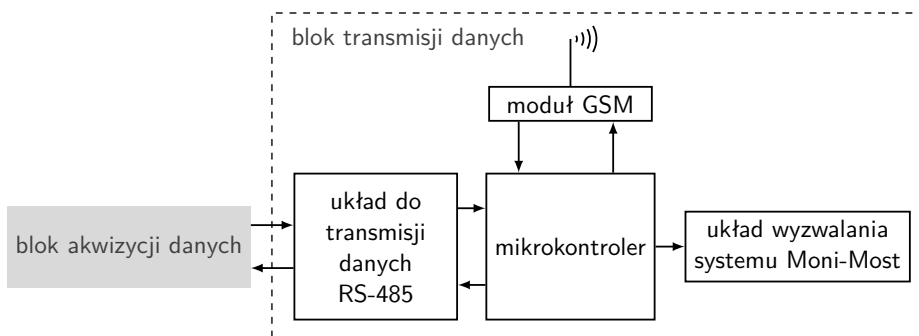 blok transmisji danych
moduł GSM
układ do
transmisji
danych
RS-485
mikrokontroler
układ wyzwalania
systemu Moni-Most
blok akwizycji danych